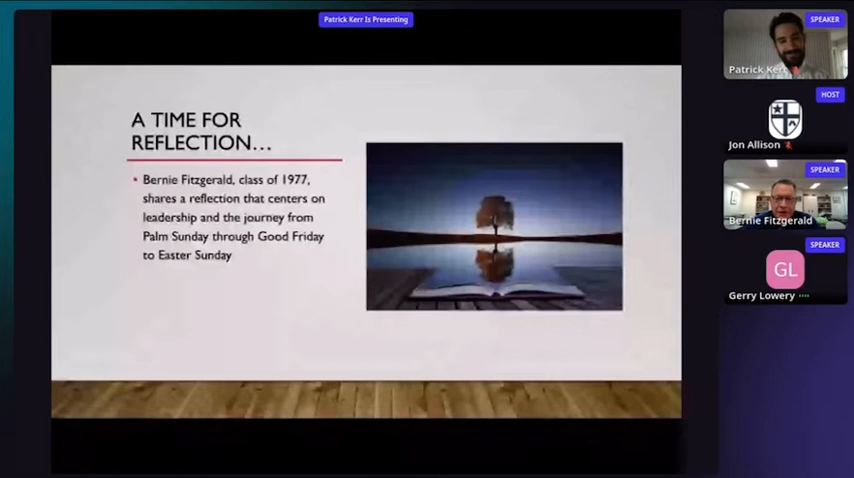 Patrick Kerr Is Presenting
A TIME FOR
REFLECTION...
• Bernie Fitzgerald, class of 1977,
shares a reflection that centers on
leadership and the journey from
Palm Sunday through Good Friday
to Easter Sunday
SPEAKER
Patrick Kerr
HOST
Jon Allison
SPEAKER
Bernie Fitzgerald
SPEAKER
GL
Gerry Lowery